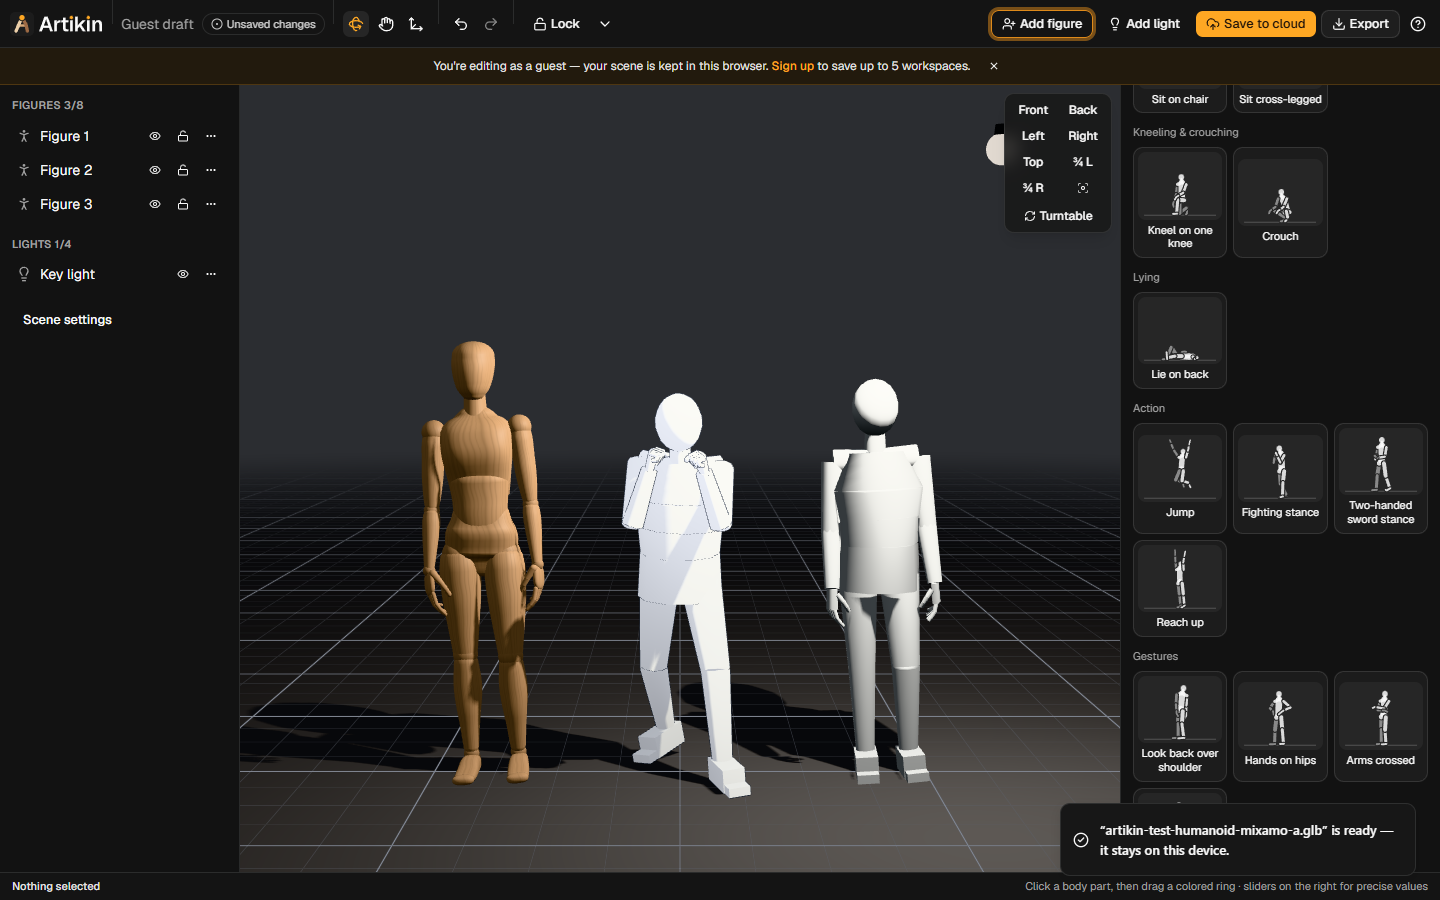 Artikin
Guest draft
Unsaved changes
Lock
Add figure
Add light
Save to cloud
Export
You're editing as a guest — your scene is kept in this browser. Sign up to save up to 5 workspaces.
FIGURES 3/8
Figure 1
Figure 2
Figure 3
LIGHTS 1/4
Key light
Scene settings
Front Back
Left Right
Top ¾ L
¾ R
Turntable
Sit on chair
Sit cross-legged
Kneeling & crouching
Kneel on one
knee
Crouch
Lying
Lie on back
Action
Jump
Fighting stance
Two-handed
sword stance
Reach up
Gestures
Look back over
shoulder
Hands on hips
Arms crossed
“artikin-test-humanoid-mixamo-a.glb” is ready —
it stays on this device.
Nothing selected
Click a body part, then drag a colored ring · sliders on the right for precise values